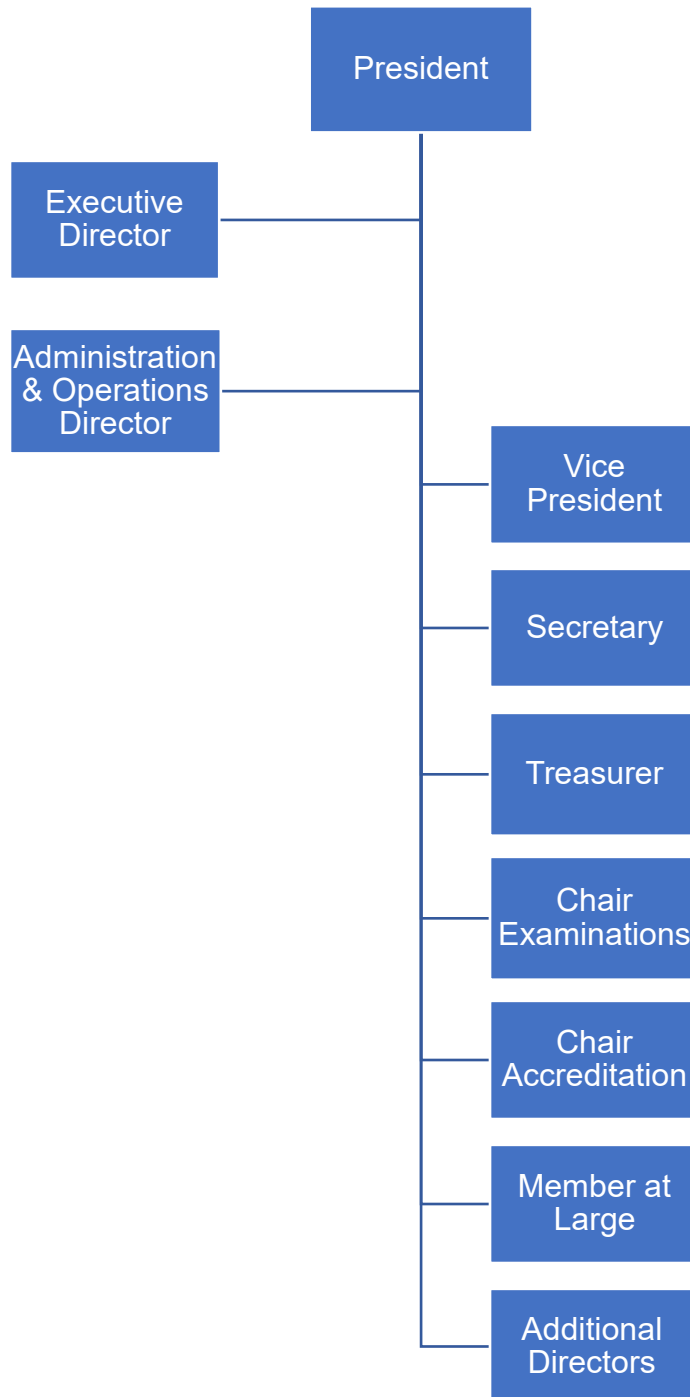 President
Executive
Director
Administration
& Operations
Director
Vice
President
Secretary
Treasurer
Chair
Examinations
Chair
Accreditation
Member at
Large
Additional
Directors